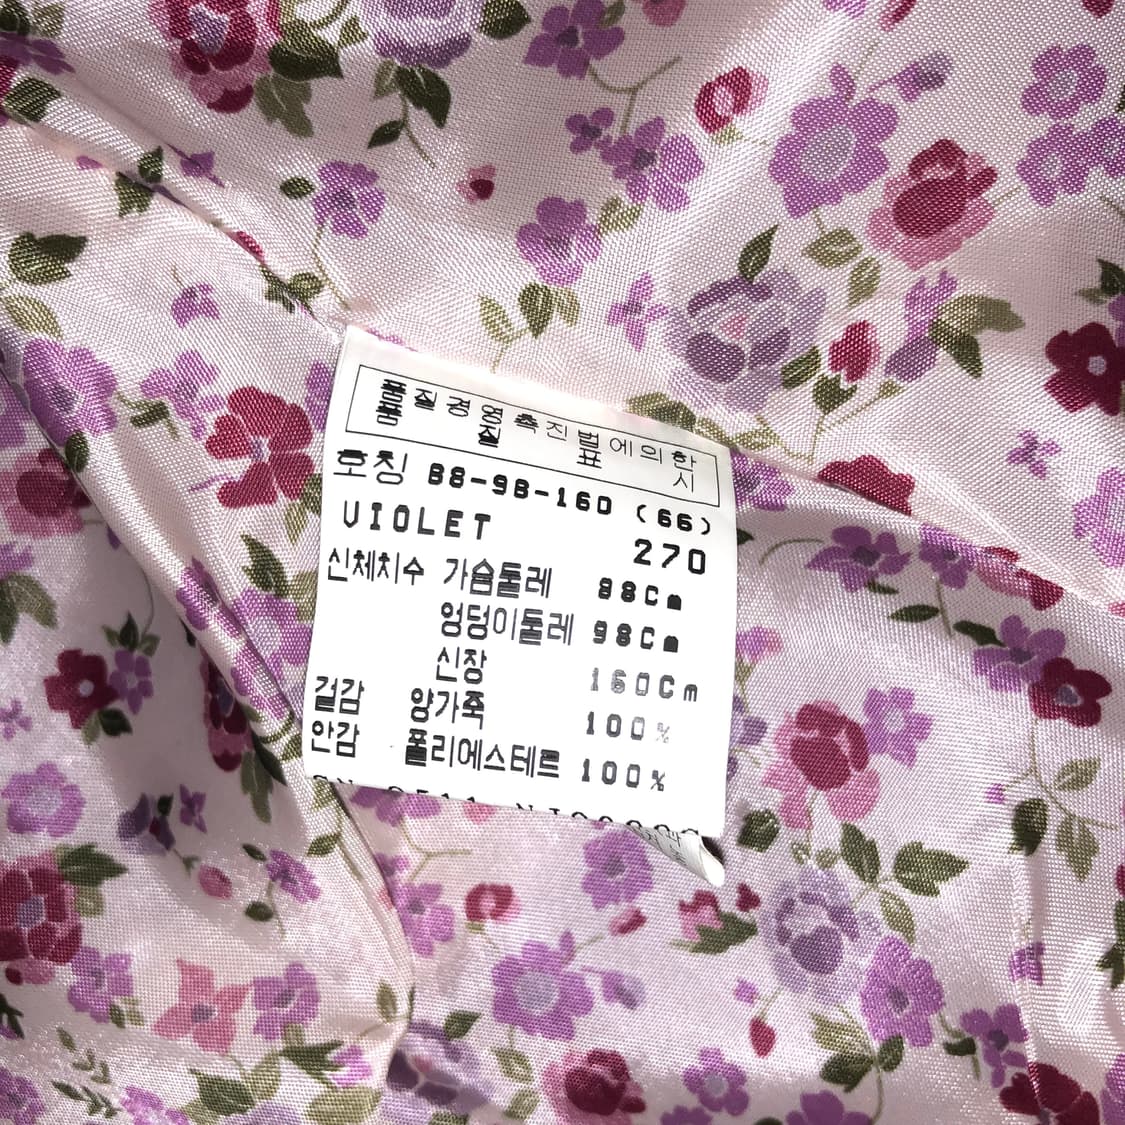 품질경영촉진법에의한
품 질 표 시
호칭 88-98-160 (66)
VIOLET 270
신체치수 가슴둘레 88Cm
엉덩이둘레 98Cm
신장 160Cm
겉감 양가죽 100%
안감 폴리에스테르 100%